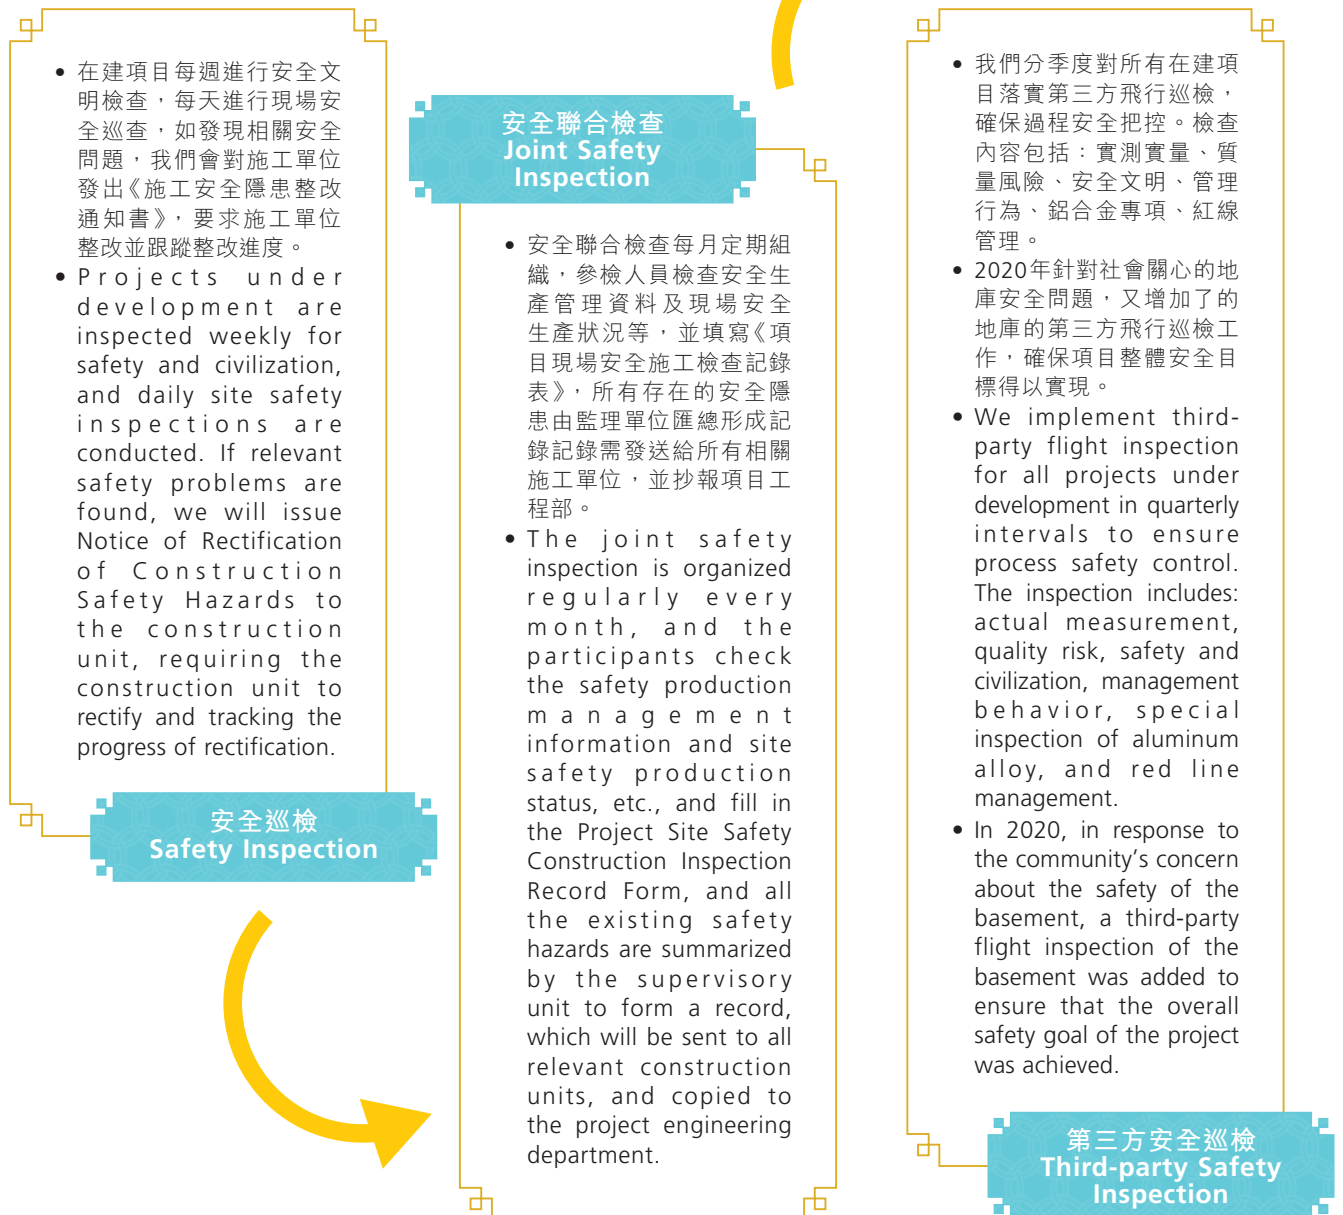 在建項目每週進行安全文
明檢查，每天進行現場安
全巡查，如發現相關安全
問題，我們會對施工單位
發出《施工安全隱患整改
通知書》，要求施工單位
整改並跟蹤整改進度。
Projects under
development are
inspected weekly for
safety and civilization,
and daily site safety
inspections are
conducted. If relevant
safety problems are
found, we will issue
Notice of Rectification
of Construction
Safety Hazards to
the construction
unit, requiring the
construction unit to
rectify and tracking the
progress of rectification.
安全巡檢
Safety Inspection
安全聯合檢查
Joint Safety
Inspection
安全聯合檢查每月定期組
織，參檢人員檢查安全生
產管理資料及現場安全
生產狀況等，並填寫《項
目現場安全施工檢查記錄
表》，所有存在的安全隱
患由監理單位匯總形成記
錄記錄需發送給所有相關
施工單位，並抄報項目工
程部。
The joint safety
inspection is organized
regularly every
month, and the
participants check
the safety production
management
information and site
safety production
status, etc., and fill in
the Project Site Safety
Construction Inspection
Record Form, and all
the existing safety
hazards are summarized
by the supervisory
unit to form a record,
which will be sent to all
relevant construction
units, and copied to
the project engineering
department.
我們分季度對所有在建項
目落實第三方飛行巡檢，
確保過程安全把控。檢查
內容包括：實測實量、質
量風險、安全文明、管理
行為、鋁合金專項、紅線
管理。
2020年針對社會關心的地
庫安全問題，又增加了的
地庫的第三方飛行巡檢工
作，確保項目整體安全目
標得以實現。
We implement third-
party flight inspection
for all projects under
development in quarterly
intervals to ensure
process safety control.
The inspection includes:
actual measurement,
quality risk, safety and
civilization, management
behavior, special
inspection of aluminum
alloy, and red line
management.
In 2020, in response to
the community's concern
about the safety of the
basement, a third-party
flight inspection of the
basement was added to
ensure that the overall
safety goal of the project
was achieved.
第三方安全巡檢
Third-party Safety
Inspection